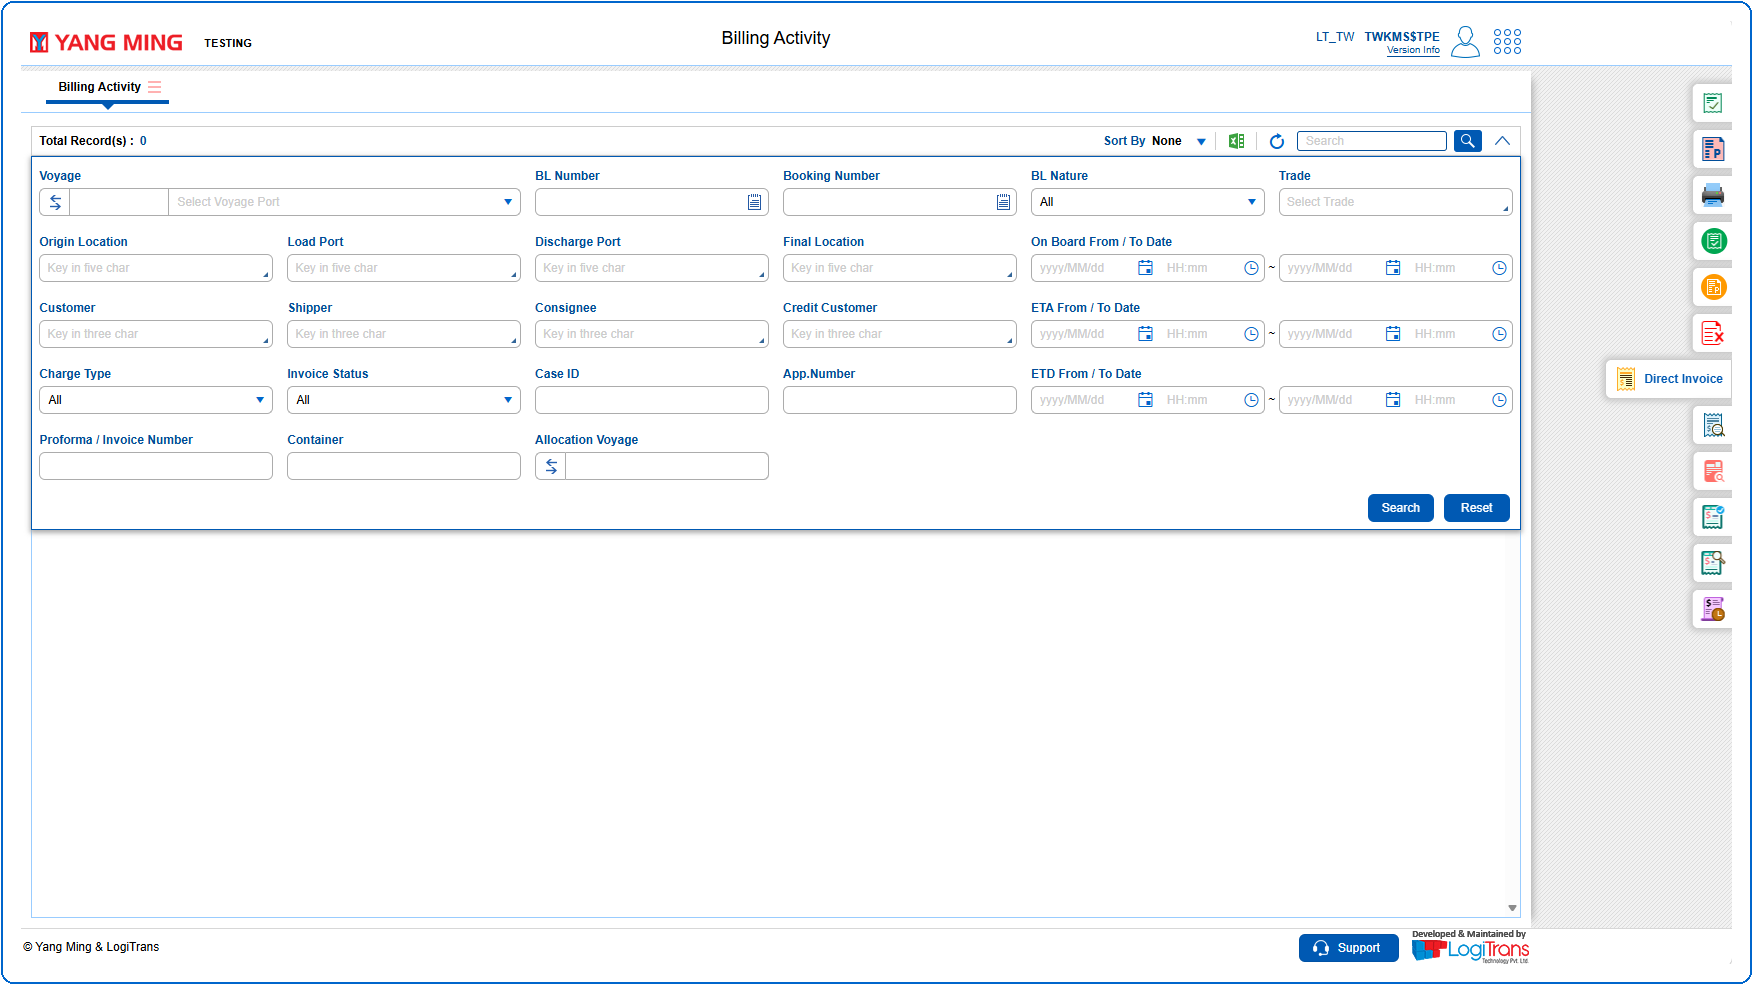 YANG MING TESTING
Billing Activity
LT_TW TWKMS$TPE
Version Info
Billing Activity
Total Record(s) : 0
Sort By None
Search
Voyage BL Number Booking Number BL Nature Trade
Select Voyage Port All Select Trade
Origin Location Load Port Discharge Port Final Location On Board From / To Date
Key in five char Key in five char Key in five char Key in five char yyyy/MM/dd HH:mm ~ yyyy/MM/dd HH:mm
Customer Shipper Consignee Credit Customer ETA From / To Date
Key in three char Key in three char Key in three char Key in three char yyyy/MM/dd HH:mm ~ yyyy/MM/dd HH:mm
Charge Type Invoice Status Case ID App.Number ETD From / To Date
All All yyyy/MM/dd HH:mm ~ yyyy/MM/dd HH:mm
Proforma / Invoice Number Container Allocation Voyage
Search Reset
Direct Invoice
© Yang Ming & LogiTrans
Support
Developed & Maintained by
LogiTrans
Technology Pvt. Ltd.